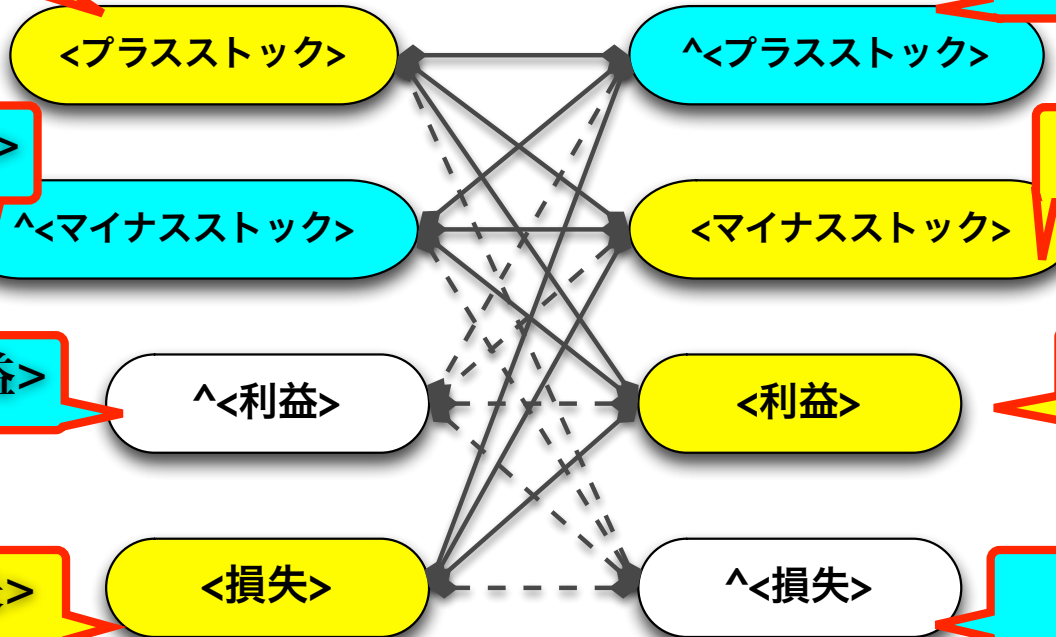 <プラスストック>
^<プラスストック>
>
^<マイナスストック>
<マイナスストック>
益>
^<利益>
<利益>
>
<損失>
^<損失>